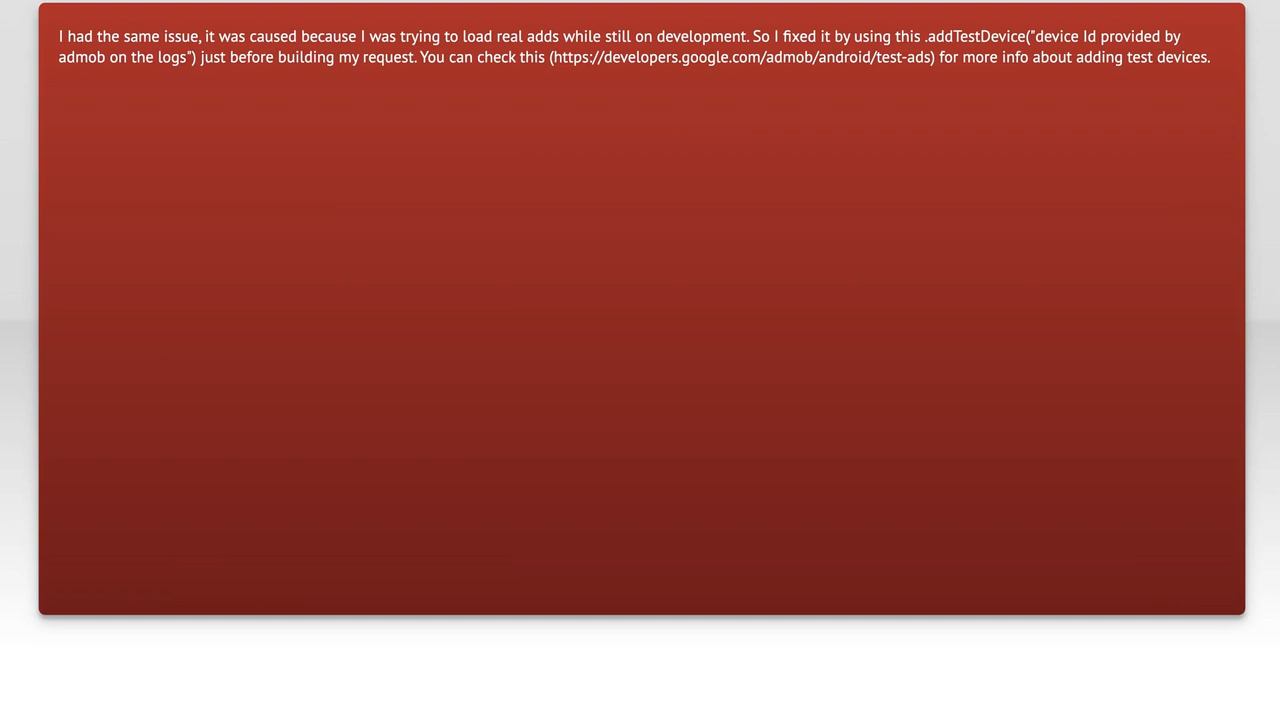 I had the same issue, it was caused because I was trying to load real adds while still on development. So I fixed it by using this .addTestDevice("device Id provided by
admob on the logs") just before building my request. You can check this (https://developers.google.com/admob/android/test-ads) for more info about adding test devices.